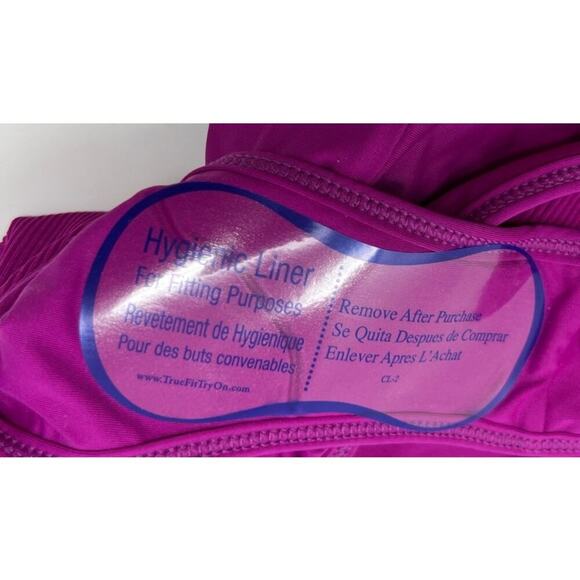 Hygienic Liner
For Fitting Purposes
Revetement de Hygienique
Pour des buts convenables
www.TrueFitTryOn.com
Remove After Purchase
Se Quita Despues de Comprar
Enlever Apres L'Achat
CL-2